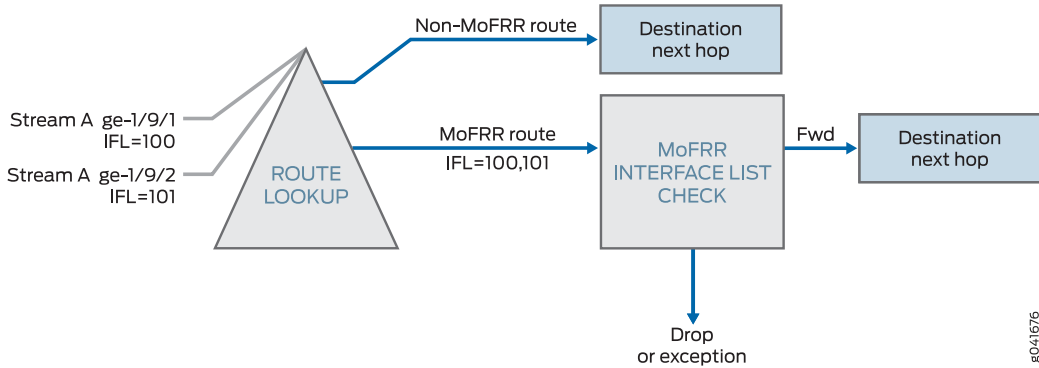 Non-MoFRR route
Destination
next hop
Stream A ge-1/9/1
IFL=100
Stream A ge-1/9/2
IFL=101
ROUTE
LOOKUP
MoFRR route
IFL=100,101
MoFRR
INTERFACE LIST
CHECK
Fwd
Destination
next hop
Drop
or exception
g041676